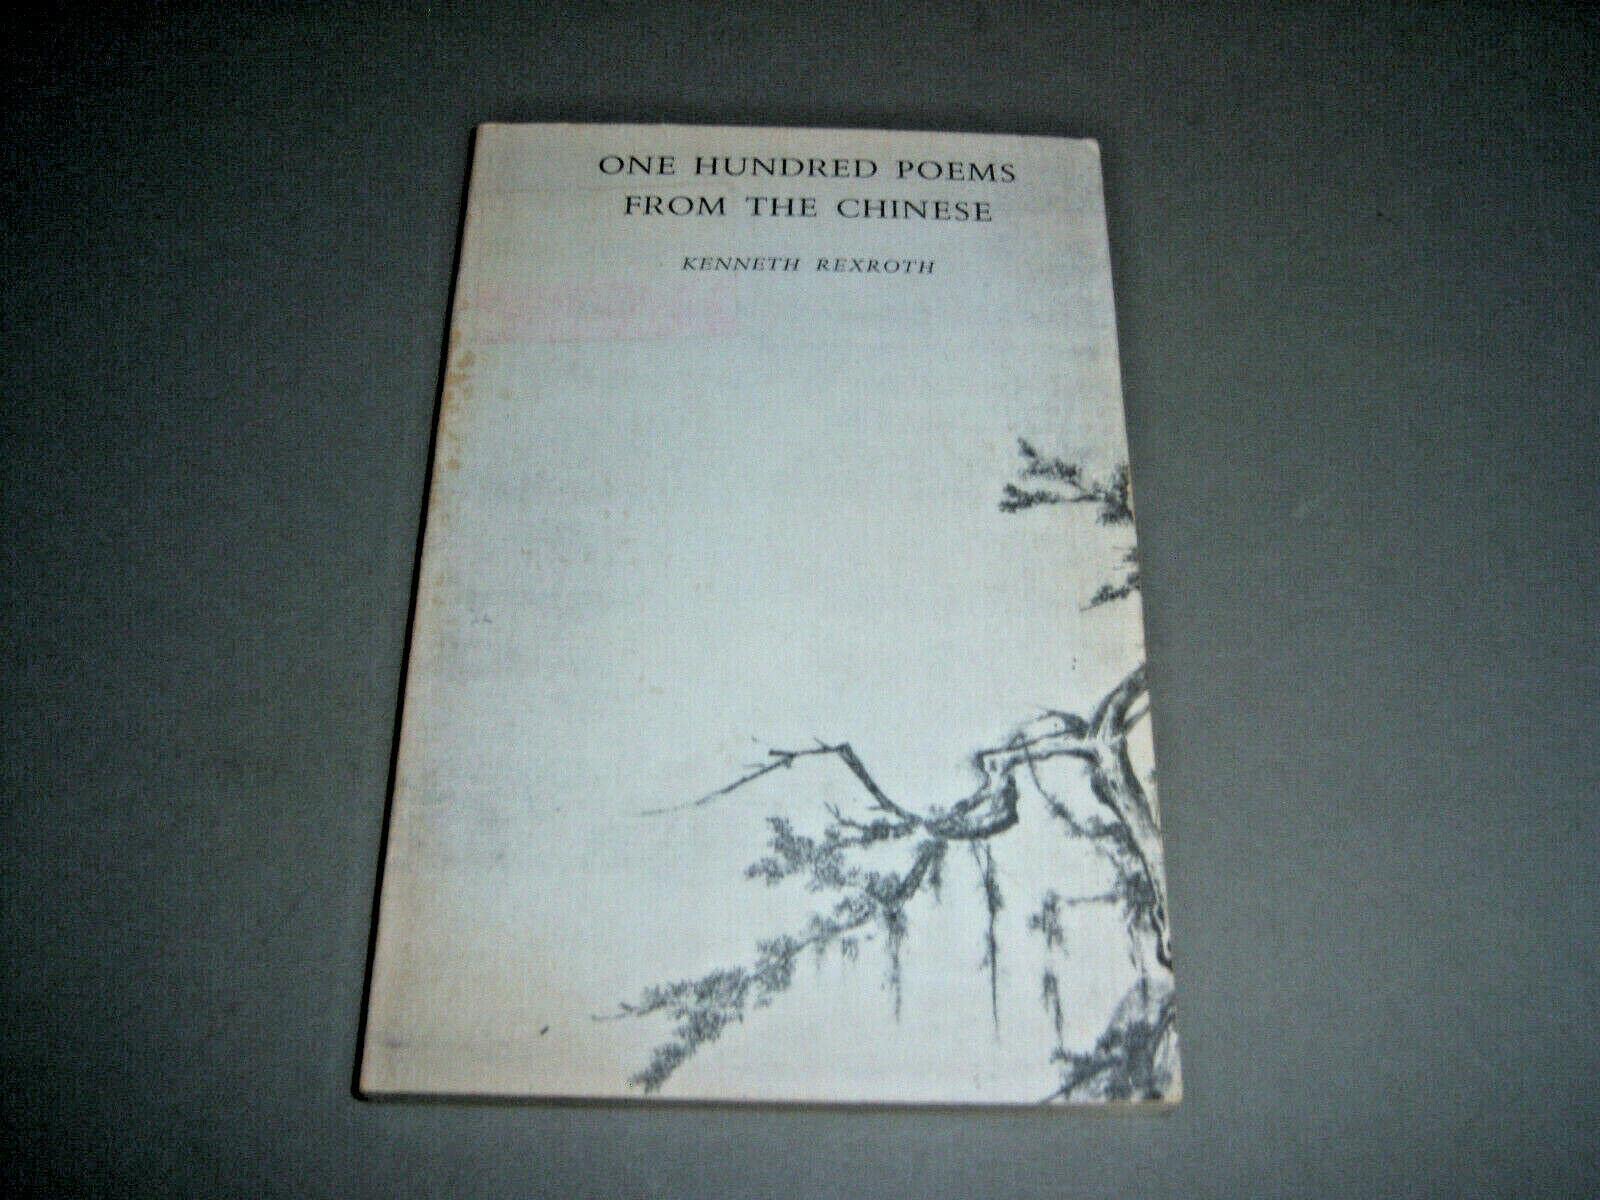 ONE HUNDRED POEMS
FROM THE CHINESE
KENNETH REXROTH